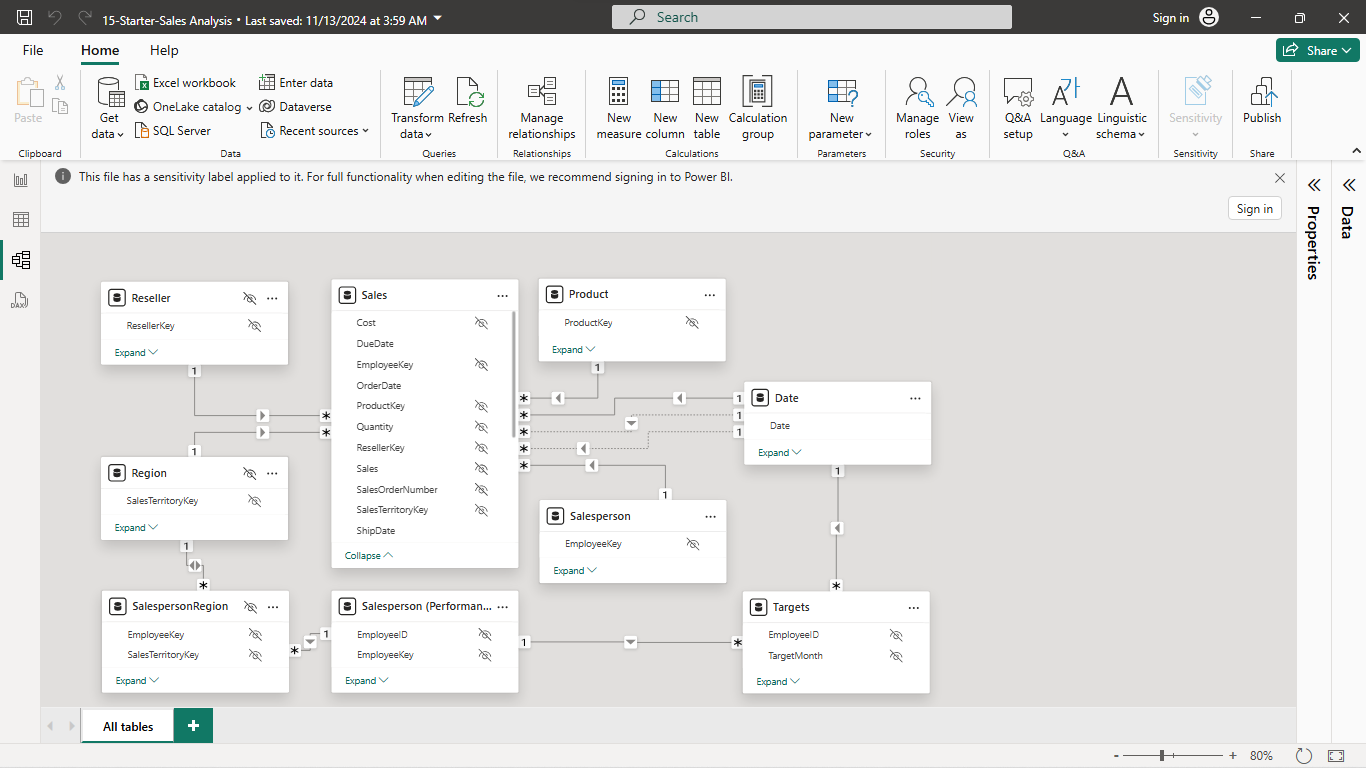 15-Starter-Sales Analysis • Last saved: 11/13/2024 at 3:59 AM
Search
Sign in
File
Home
Help
Share
Paste
Get data
Excel workbook
OneLake catalog
SQL Server
Enter data
Dataverse
Recent sources
Transform data
Refresh
Manage relationships
New measure
New column
New table
Calculation group
New parameter
Manage roles
View as
Q&A setup
Language
Linguistic schema
Sensitivity
Publish
Clipboard
Data
Queries
Relationships
Calculations
Parameters
Security
Q&A
Sensitivity
Share
This file has a sensitivity label applied to it. For full functionality when editing the file, we recommend signing in to Power BI.
Sign in
Properties
Data
DAX
Reseller
ResellerKey
Expand
1
Sales
Cost
DueDate
EmployeeKey
OrderDate
ProductKey
Quantity
ResellerKey
Sales
SalesOrderNumber
SalesTerritoryKey
ShipDate
Collapse
Product
ProductKey
Expand
1
*
*
*
*
*
*
*
1
1
1
Date
Date
Expand
1
1
Region
SalesTerritoryKey
Expand
1
*
1
Salesperson
EmployeeKey
Expand
*
SalespersonRegion
EmployeeKey
SalesTerritoryKey
Expand
*
1
Salesperson (Performan...
EmployeeID
EmployeeKey
Expand
1
*
Targets
EmployeeID
TargetMonth
Expand
All tables
+
- + 80%